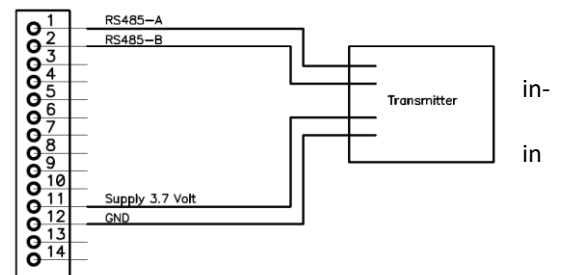 1 RS485-A
2 RS485-B
3
4
5
6
7
8
9
10
11 Supply 3.7 Volt
12 GND
13
14
Transmitter
in-
in